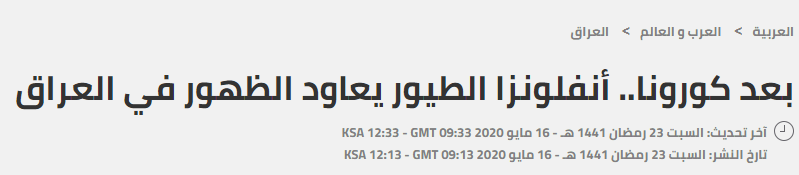 العربية > العرب و العالم > العراق
بعد كورونا.. أنفلونزا الطيور يعاود الظهور في العراق
آخر تحديث: السبت 23 رمضان 1441 هـ - 16 مايو 2020 KSA 12:33 - GMT 09:33
تارخ النشر: السبت 23 رمضان 1441 هـ - 16 مايو 2020 KSA 12:13 - GMT 09:13